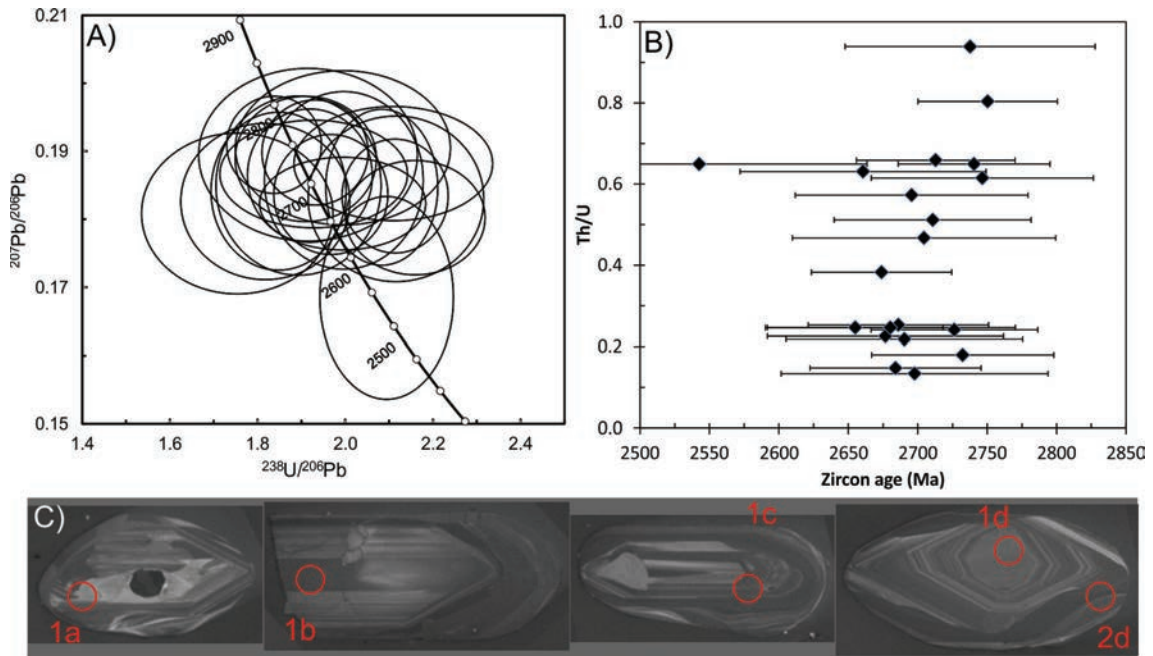 A)
0.21
0.19
0.17
0.15
²⁰⁷Pb/²⁰⁶Pb
2900
2800
2700
2600
2500
1.4 1.6 1.8 2.0 2.2 2.4
²³⁸U/²⁰⁶Pb
B)
1.0
0.8
0.6
0.4
0.2
0.0
Th/U
2500 2550 2600 2650 2700 2750 2800 2850
Zircon age (Ma)
C)
1a
1b
1c
1d
2d